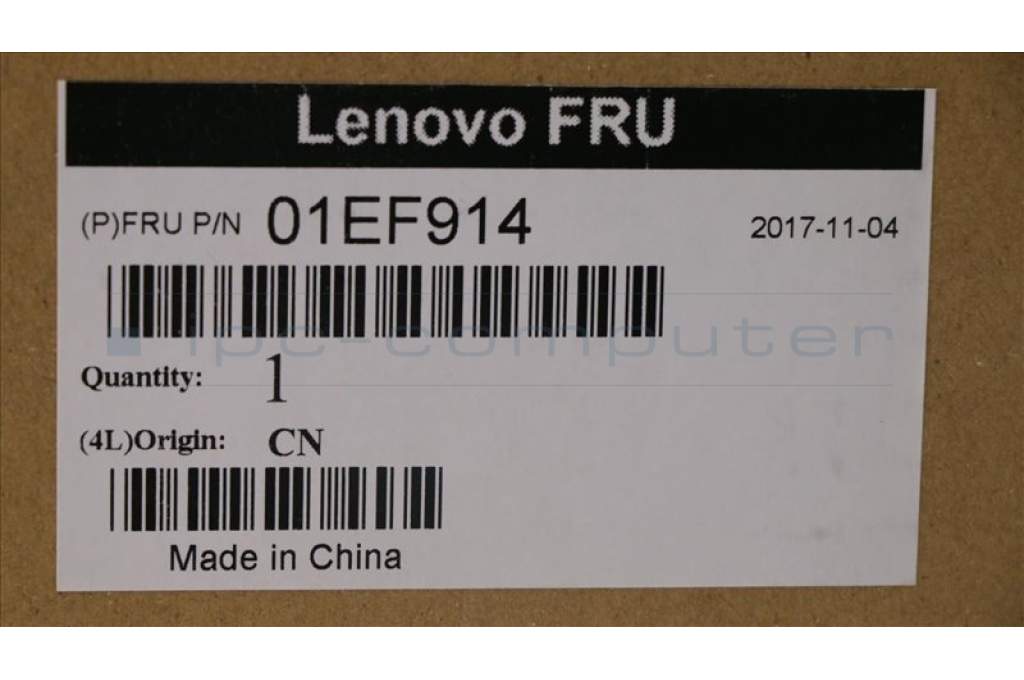 Lenovo FRU
(P)FRU P/N 01EF914 2017-11-04
ipc-computer
Quantity: 1
(4L)Origin: CN
Made in China